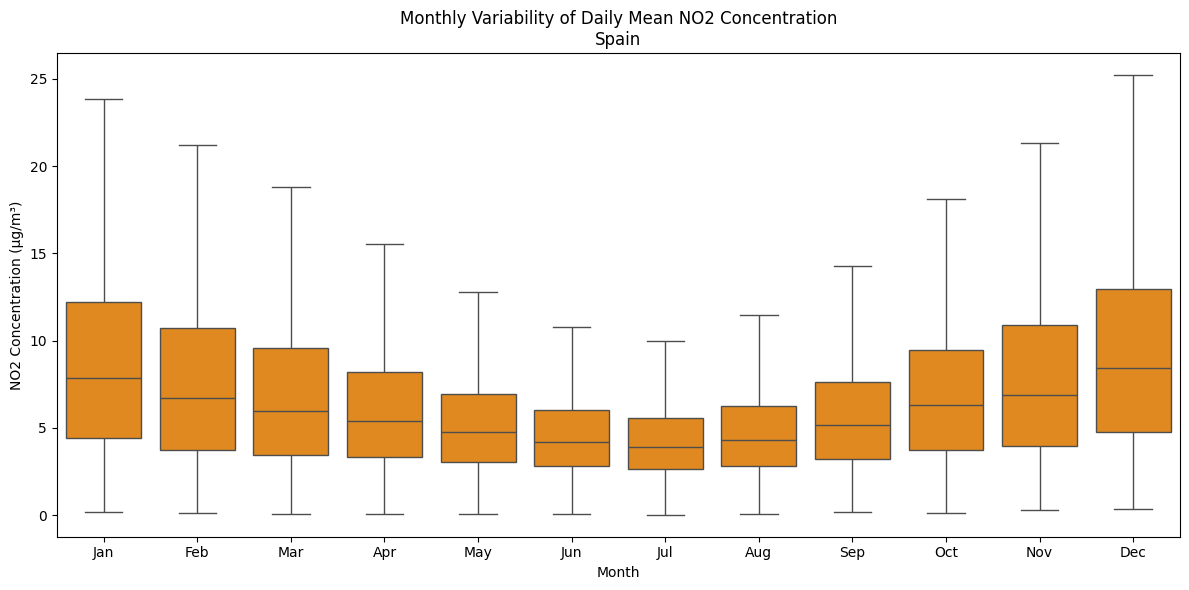 Monthly Variability of Daily Mean NO2 Concentration
Spain
25
20
15
10
5
0
NO2 Concentration (µg/m³)
Jan Feb Mar Apr May Jun Jul Aug Sep Oct Nov Dec
Month